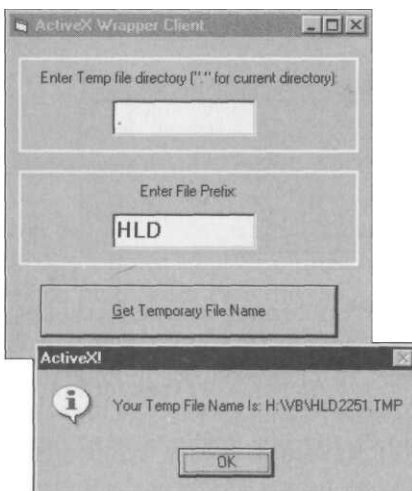 ActiveX Wrapper Client
Enter Temp file directory ("." for current directory):
.
Enter File Prefix:
HLD
Get Temporary File Name
ActiveX!
Your Temp File Name Is: H:\VB\HLD2251.TMP
OK